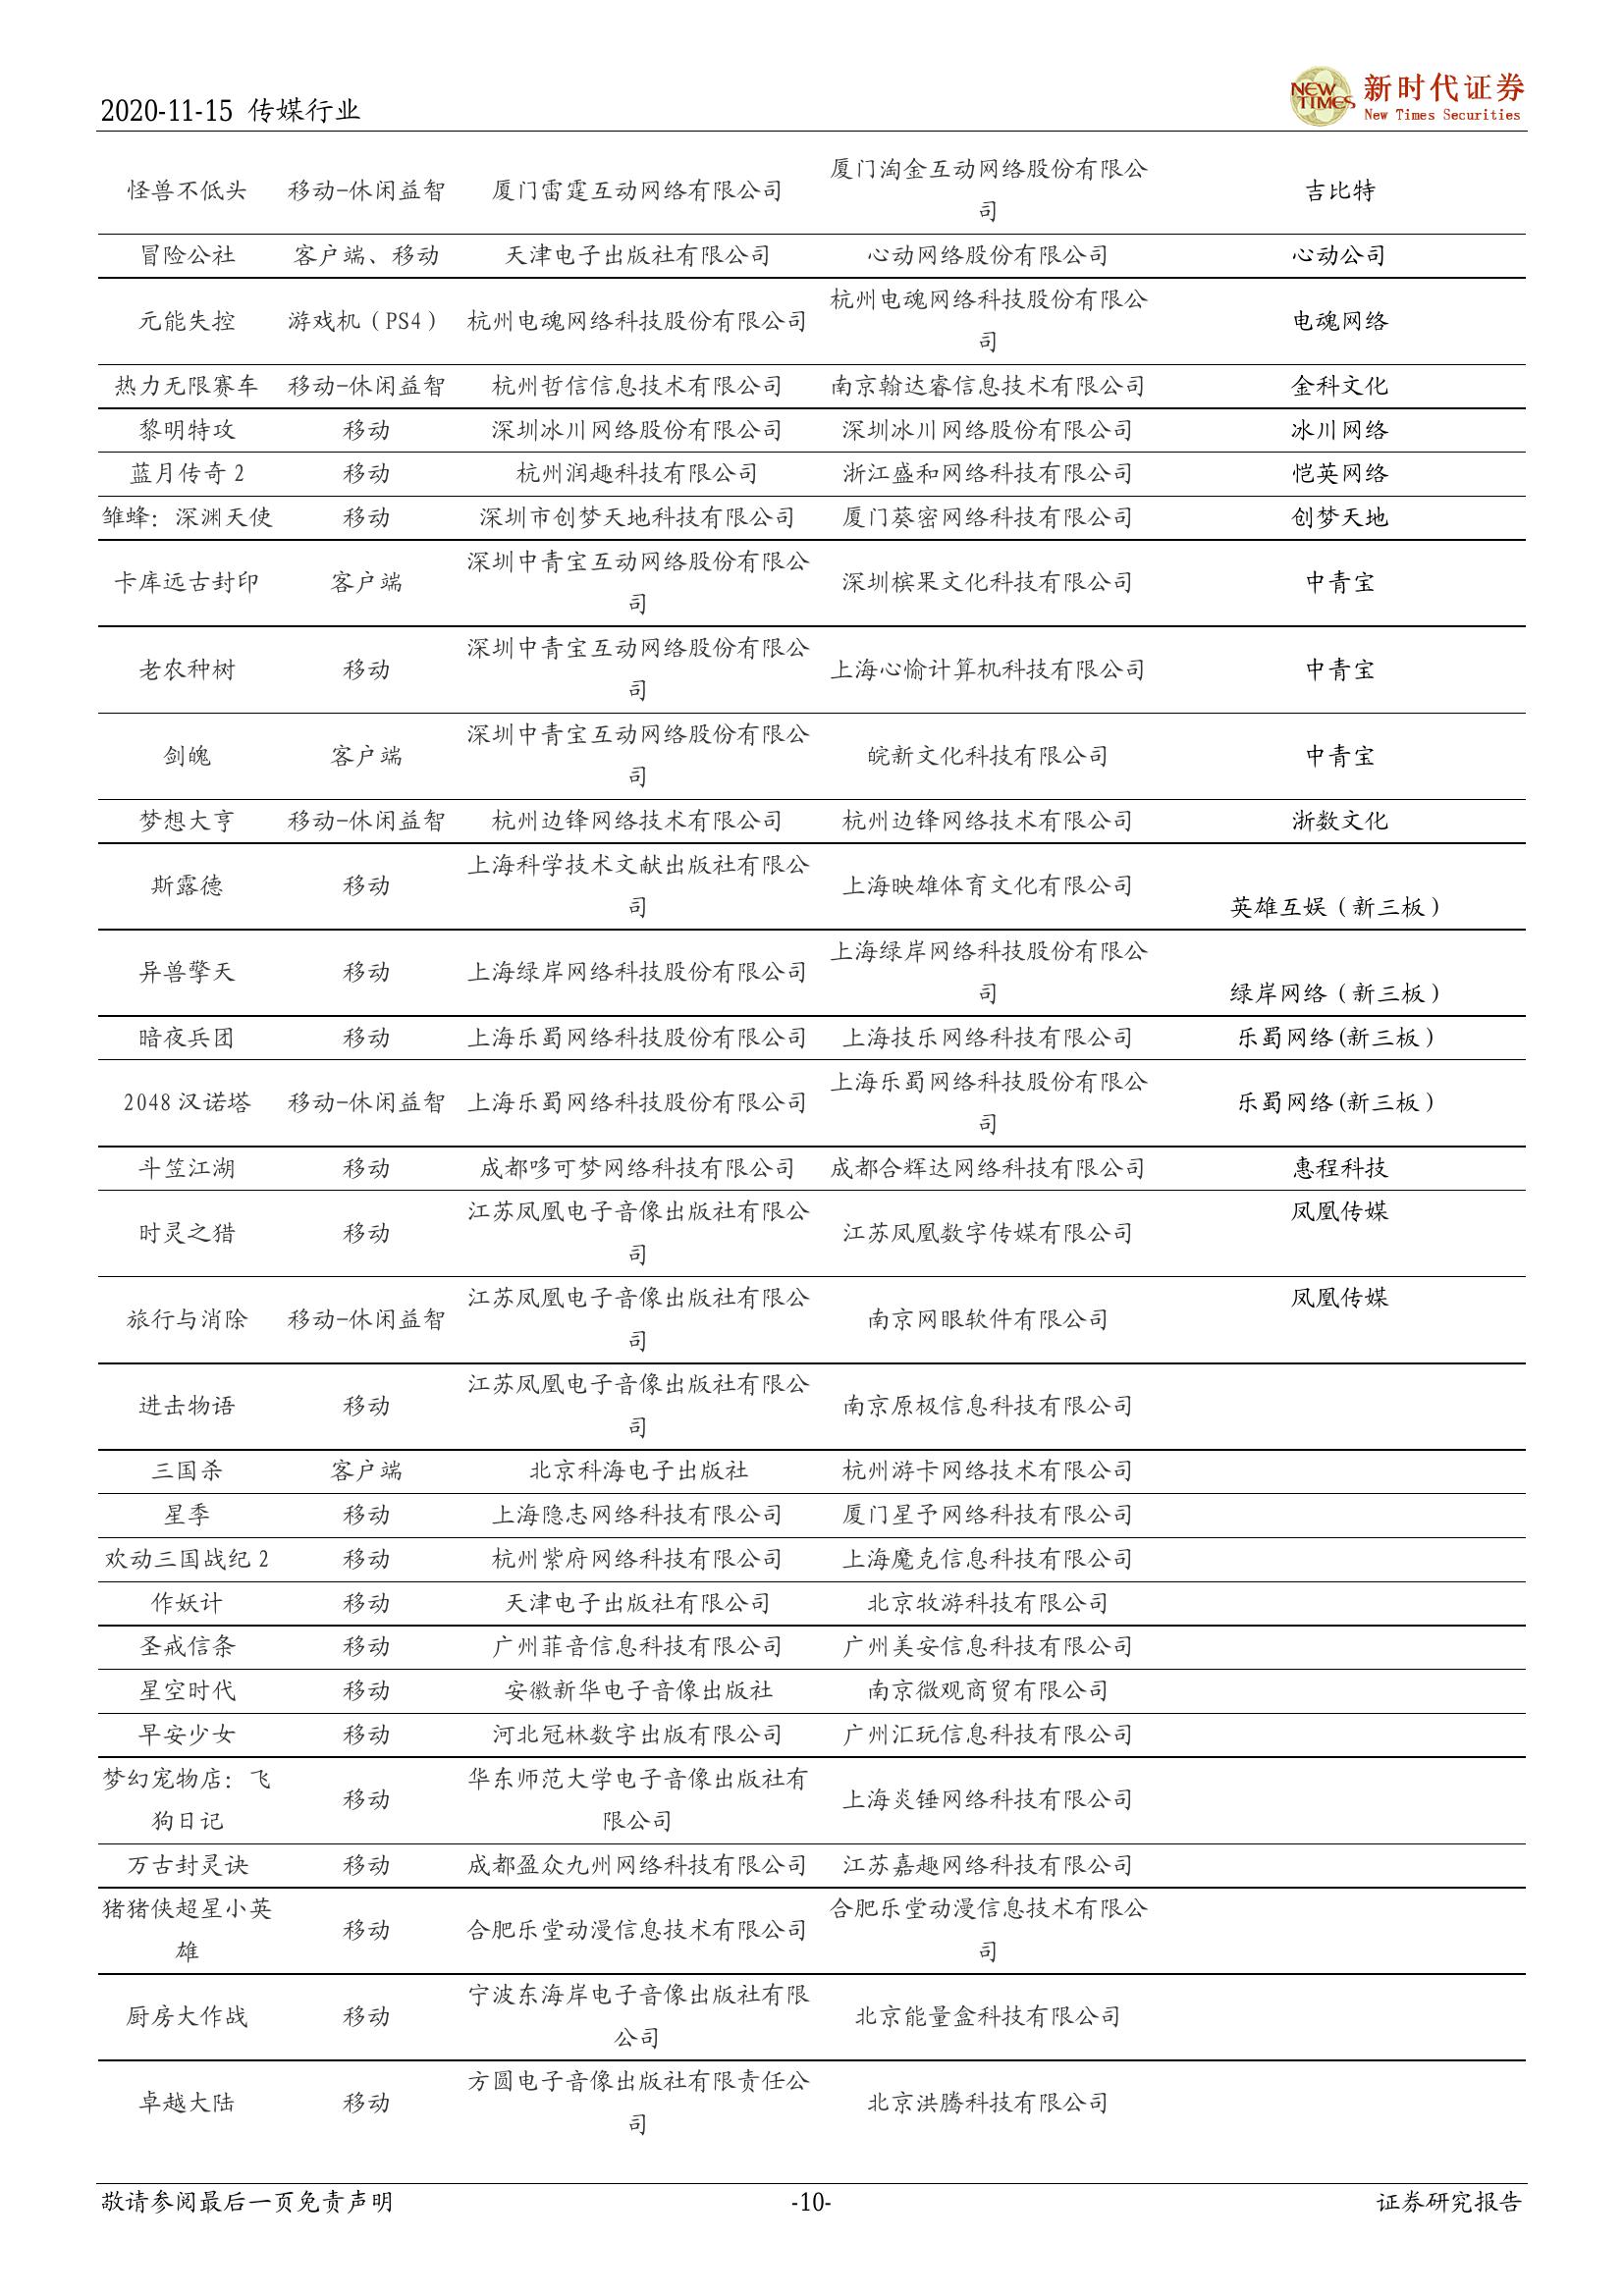 2020-11-15 传媒行业
NEW TIMES
新时代证券
New Times Securities
怪兽不低头 移动-休闲益智 厦门雷霆互动网络有限公司 厦门淘金互动网络股份有限公司 吉比特
冒险公社 客户端、移动 天津电子出版社有限公司 心动网络股份有限公司 心动公司
元能失控 游戏机（PS4） 杭州电魂网络科技股份有限公司 杭州电魂网络科技股份有限公司 电魂网络
热力无限赛车 移动-休闲益智 杭州哲信信息技术有限公司 南京翰达睿信息技术有限公司 金科文化
黎明特攻 移动 深圳冰川网络股份有限公司 深圳冰川网络股份有限公司 冰川网络
蓝月传奇 2 移动 杭州润趣科技有限公司 浙江盛和网络科技有限公司 恺英网络
雏蜂：深渊天使 移动 深圳市创梦天地科技有限公司 厦门葵密网络科技有限公司 创梦天地
卡库远古封印 客户端 深圳中青宝互动网络股份有限公司 深圳槟果文化科技有限公司 中青宝
老农种树 移动 深圳中青宝互动网络股份有限公司 上海心愉计算机科技有限公司 中青宝
剑魄 客户端 深圳中青宝互动网络股份有限公司 皖新文化科技有限公司 中青宝
梦想大亨 移动-休闲益智 杭州边锋网络技术有限公司 杭州边锋网络技术有限公司 浙数文化
斯露德 移动 上海科学技术文献出版社有限公司 上海映雄体育文化有限公司 英雄互娱（新三板）
异兽擎天 移动 上海绿岸网络科技股份有限公司 上海绿岸网络科技股份有限公司 绿岸网络（新三板）
暗夜兵团 移动 上海乐蜀网络科技股份有限公司 上海技乐网络科技有限公司 乐蜀网络(新三板）
2048 汉诺塔 移动-休闲益智 上海乐蜀网络科技股份有限公司 上海乐蜀网络科技股份有限公司 乐蜀网络(新三板）
斗笠江湖 移动 成都哆可梦网络科技有限公司 成都合辉达网络科技有限公司 惠程科技
时灵之猎 移动 江苏凤凰电子音像出版社有限公司 江苏凤凰数字传媒有限公司 凤凰传媒
旅行与消除 移动-休闲益智 江苏凤凰电子音像出版社有限公司 南京网眼软件有限公司 凤凰传媒
进击物语 移动 江苏凤凰电子音像出版社有限公司 南京原极信息科技有限公司
三国杀 客户端 北京科海电子出版社 杭州游卡网络技术有限公司
星季 移动 上海隐志网络科技有限公司 厦门星予网络科技有限公司
欢动三国战纪 2 移动 杭州紫府网络科技有限公司 上海魔克信息科技有限公司
作妖计 移动 天津电子出版社有限公司 北京牧游科技有限公司
圣戒信条 移动 广州菲音信息科技有限公司 广州美安信息科技有限公司
星空时代 移动 安徽新华电子音像出版社 南京微观商贸有限公司
早安少女 移动 河北冠林数字出版有限公司 广州汇玩信息科技有限公司
梦幻宠物店：飞狗日记 移动 华东师范大学电子音像出版社有限公司 上海炎锤网络科技有限公司
万古封灵诀 移动 成都盈众九州网络科技有限公司 江苏嘉趣网络科技有限公司
猪猪侠超星小英雄 移动 合肥乐堂动漫信息技术有限公司 合肥乐堂动漫信息技术有限公司
厨房大作战 移动 宁波东海岸电子音像出版社有限公司 北京能量盒科技有限公司
卓越大陆 移动 方圆电子音像出版社有限责任公司 北京洪腾科技有限公司
敬请参阅最后一页免责声明 -10- 证券研究报告